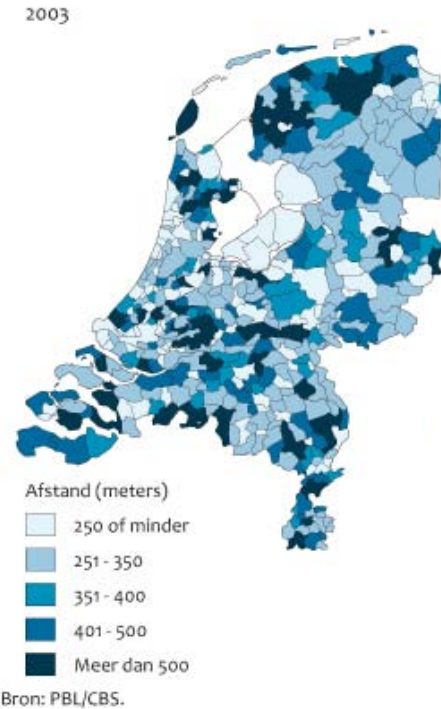 2003
Afstand (meters)
250 of minder
251 - 350
351 - 400
401 - 500
Meer dan 500
Bron: PBL/CBS.